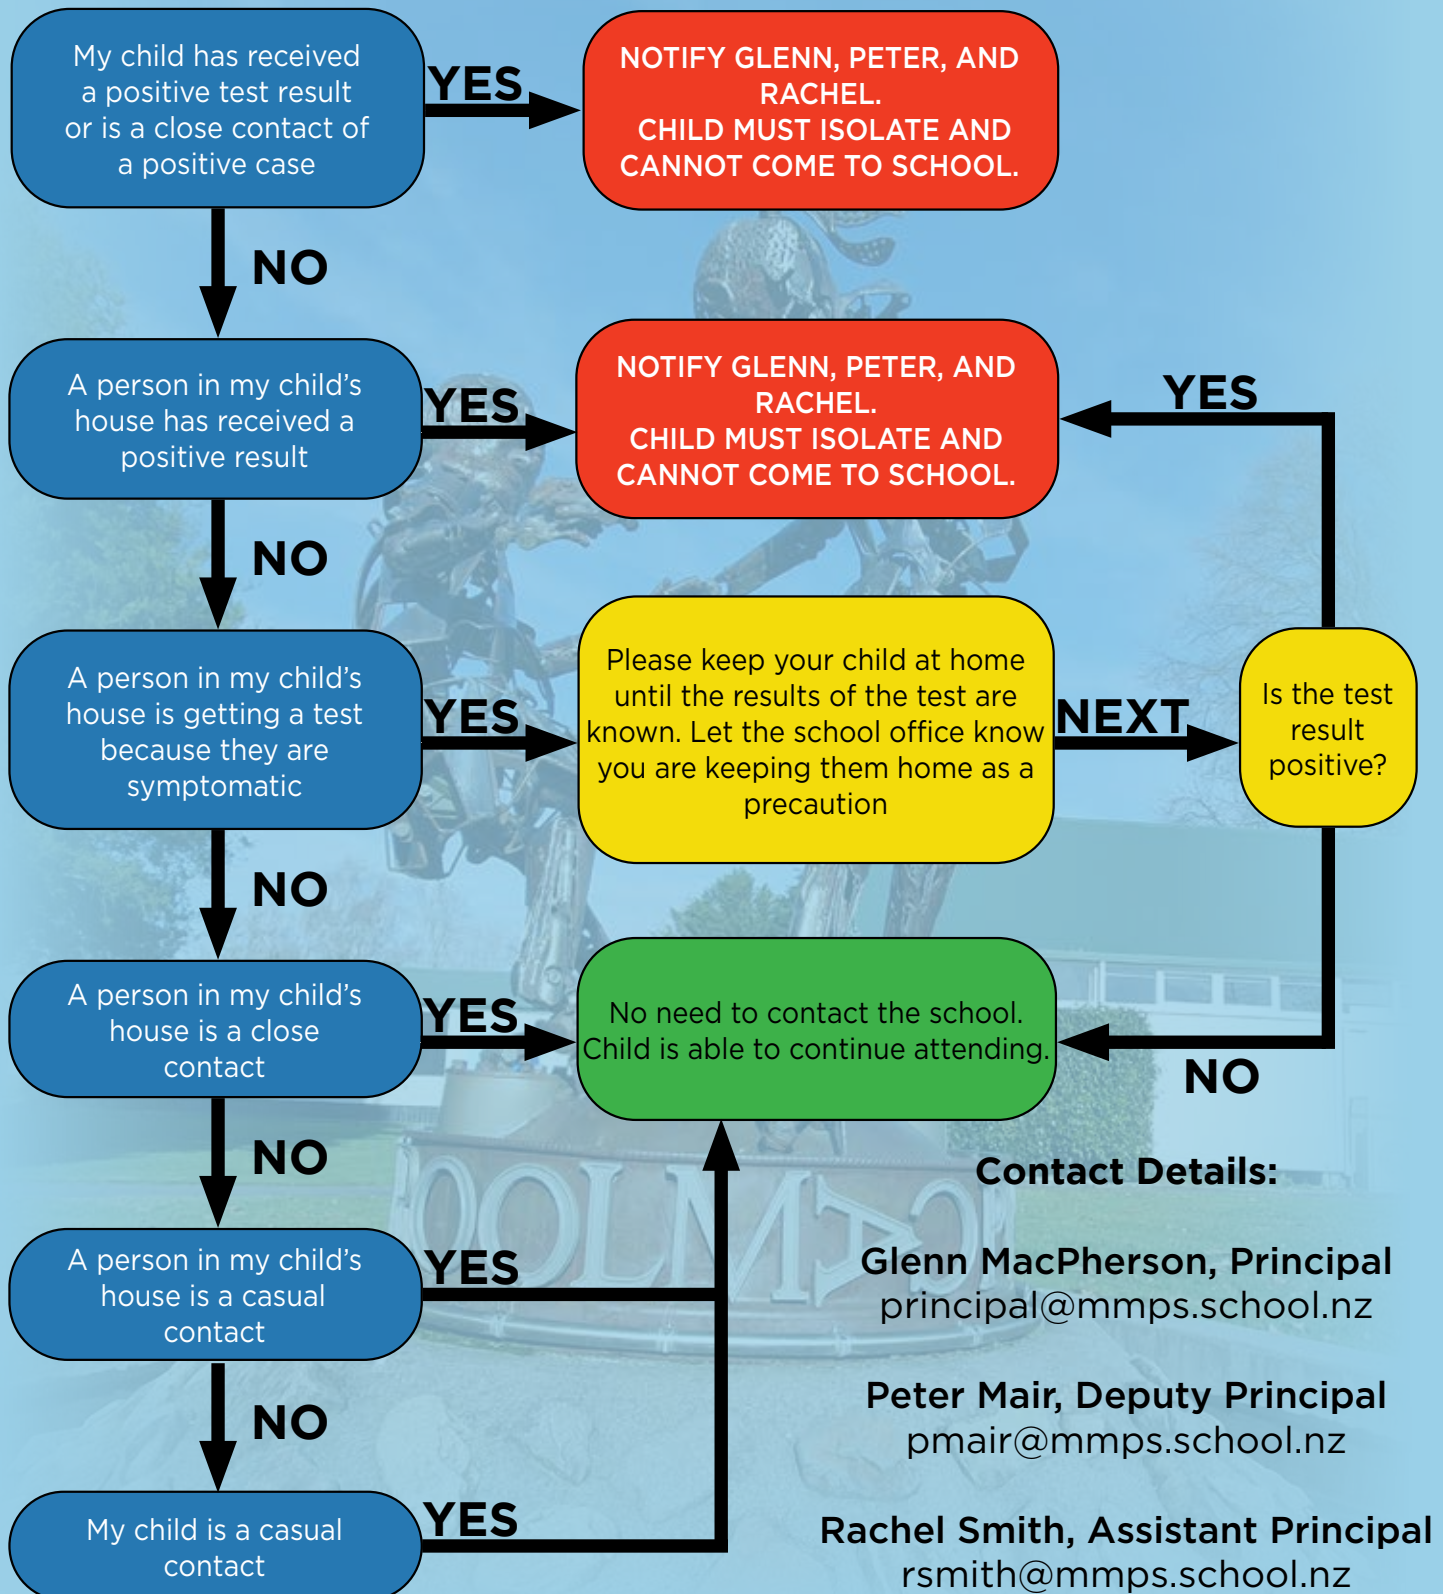 My child has received
a positive test result
or is a close contact of
a positive case
YES
NOTIFY GLENN, PETER, AND
RACHEL.
CHILD MUST ISOLATE AND
CANNOT COME TO SCHOOL.
NO
A person in my child's
house has received a
positive result
YES
NOTIFY GLENN, PETER, AND
RACHEL.
CHILD MUST ISOLATE AND
CANNOT COME TO SCHOOL.
YES
NO
A person in my child's
house is getting a test
because they are
symptomatic
YES
Please keep your child at home
until the results of the test are
known. Let the school office know
you are keeping them home as a
precaution
NEXT
Is the test
result
positive?
NO
A person in my child's
house is a close
contact
YES
No need to contact the school.
Child is able to continue attending.
NO
NO
A person in my child's
house is a casual
contact
YES
NO
My child is a casual
contact
YES
Contact Details:
Glenn MacPherson, Principal
principal@mmps.school.nz
Peter Mair, Deputy Principal
pmair@mmps.school.nz
Rachel Smith, Assistant Principal
rsmith@mmps.school.nz